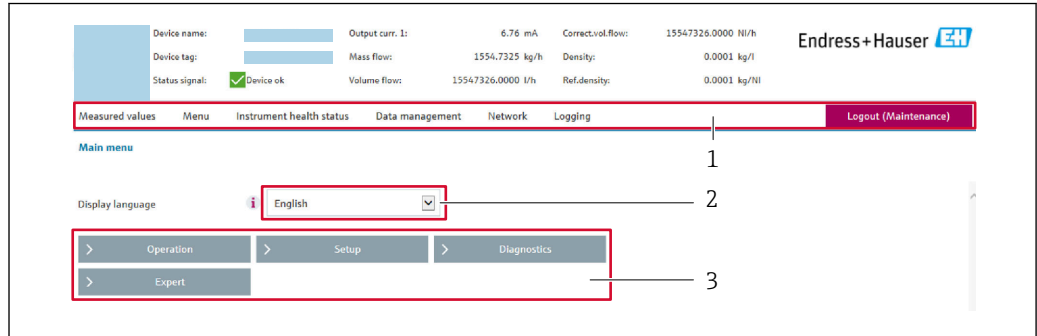 Device name: Output curr. 1: 6.76 mA Correct.vol.flow: 15547326.0000 Nl/h
Endress+Hauser EH
Device tag: Mass flow: 1554.7325 kg/h Density: 0.0001 kg/l
Status signal: Device ok Volume flow: 15547326.0000 l/h Ref.density: 0.0001 kg/Nl
Measured values Menu Instrument health status Data management Network Logging Logout (Maintenance)
1
Main menu
Display language i English 2
> Operation > Setup > Diagnostics
> Expert 3